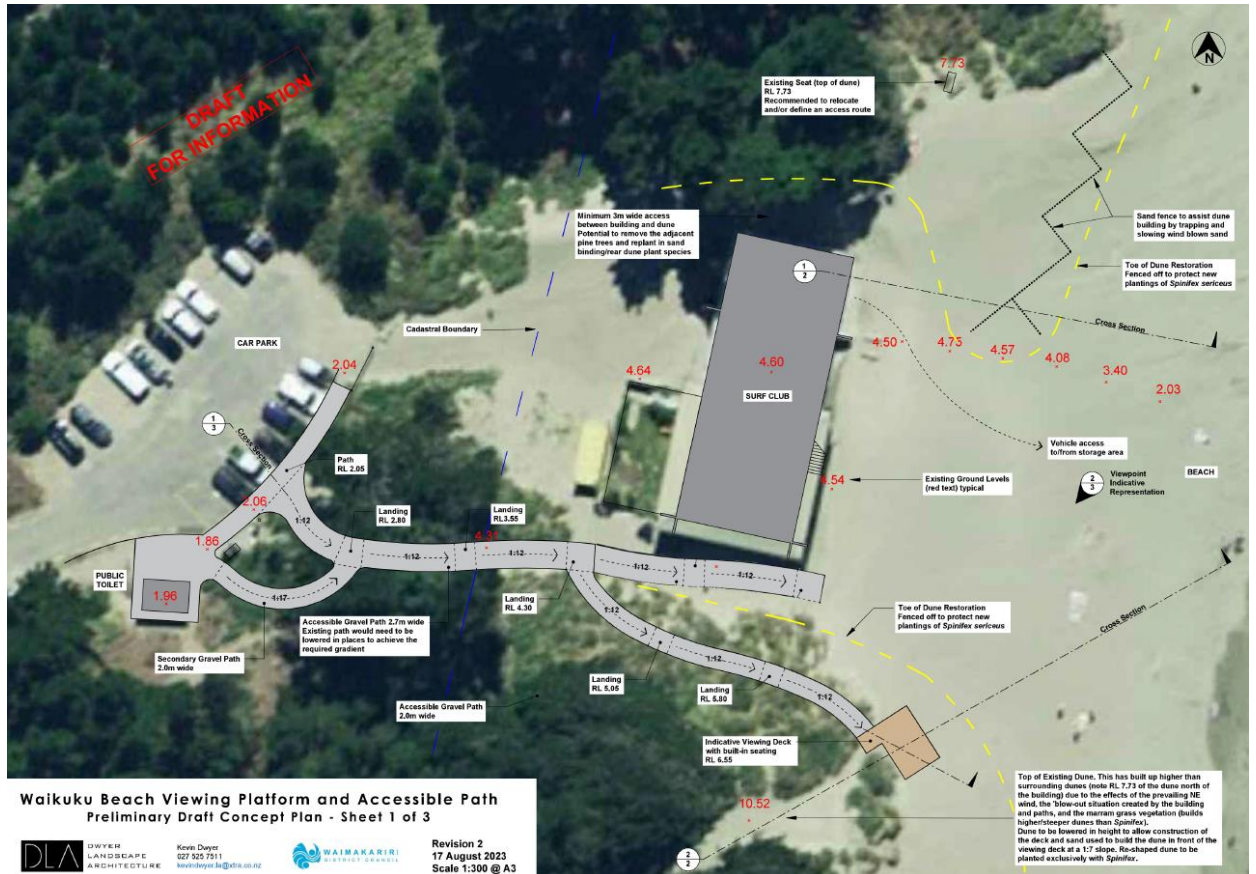 DRAFT
FOR INFORMATION
7.73
Existing Seat (top of dune)
RL 7.73
Recommended to relocate
and/or define an access route
N
Minimum 3m wide access
between building and dune
Potential to remove the adjacent
pine trees and replant in sand
binding/rear dune plant species
Sand fence to assist dune
building by trapping and
slowing wind blown sand
Toe of Dune Restoration
Fenced off to protect new
plantings of Spinifex sericeus
1
2
Cross Section
Cadastral Boundary
CAR PARK
2.04
4.64
4.60
SURF CLUB
4.50
4.75
4.57
4.08
3.40
2.03
1
3
Cross Section
Path
RL 2.05
Vehicle access
to/from storage area
BEACH
2
3
Viewpoint
Indicative
Representation
4.54
Existing Ground Levels
(red text) typical
2.06
1:12
Landing
RL 2.80
Landing
RL3.55
4.31
1.86
1:12
1:12
1:12
1:12
PUBLIC
TOILET
1.96
1:17
Landing
RL 4.30
1:12
Cross Section
Accessible Gravel Path 2.7m wide
Existing path would need to be
lowered in places to achieve the
required gradient
Toe of Dune Restoration
Fenced off to protect new
plantings of Spinifex sericeus
Secondary Gravel Path
2.0m wide
Landing
RL 5.05
1:12
Landing
RL 5.80
1:12
Accessible Gravel Path
2.0m wide
Indicative Viewing Deck
with built-in seating
RL 6.55
10.52
2
2
Top of Existing Dune. This has built up higher than
surrounding dunes (note RL 7.73 of the dune north of
the building) due to the effects of the prevailing NE
wind, the 'blow-out situation created by the building
and paths, and the marram grass vegetation (builds
higher/steeper dunes than Spinifex).
Dune to be lowered in height to allow construction of
the deck and sand used to build the dune in front of the
viewing deck at a 1:7 slope. Re-shaped dune to be
planted exclusively with Spinifex.
Waikuku Beach Viewing Platform and Accessible Path
Preliminary Draft Concept Plan - Sheet 1 of 3
DLA
DWYER
LANDSCAPE
ARCHITECTURE
Kevin Dwyer
027 525 7511
kevindwyer.la@xtra.co.nz
WAIMAKARIRI
DISTRICT COUNCIL
Revision 2
17 August 2023
Scale 1:300 @ A3